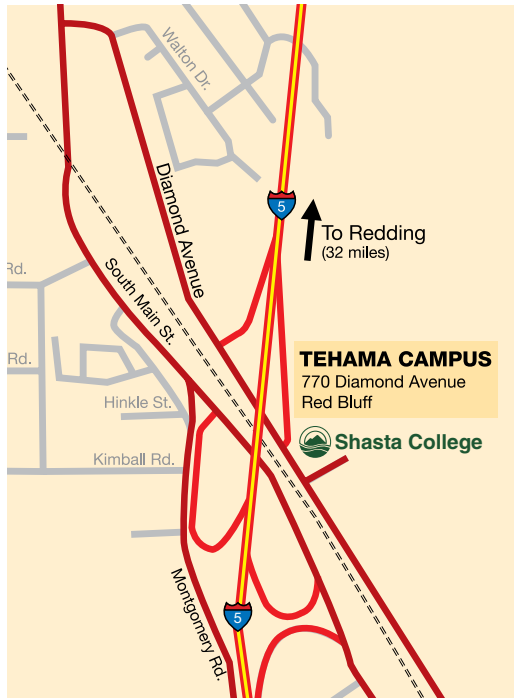 Walton Dr.
Diamond Avenue
5
To Redding
(32 miles)
Rd.
South Main St.
TEHAMA CAMPUS
770 Diamond Avenue
Red Bluff
Rd.
Hinkle St.
Shasta College
Kimball Rd.
Montgomery Rd.
5